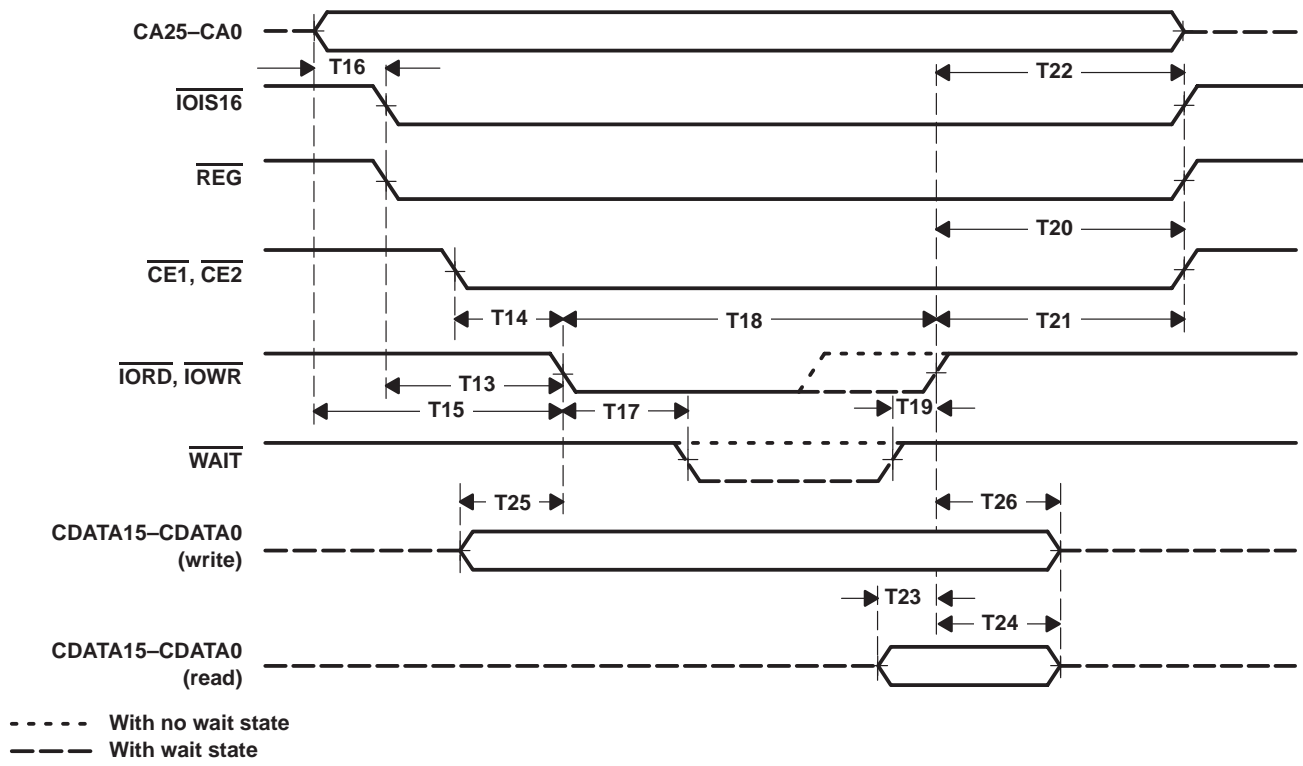 CA25–CA0
T16
T22
IOIS16
REG
T20
CE1, CE2
T14
T18
T21
IORD, IOWR
T13
T15
T17
T19
WAIT
T25
T26
CDATA15–CDATA0
(write)
T23
T24
CDATA15–CDATA0
(read)
With no wait state
With wait state